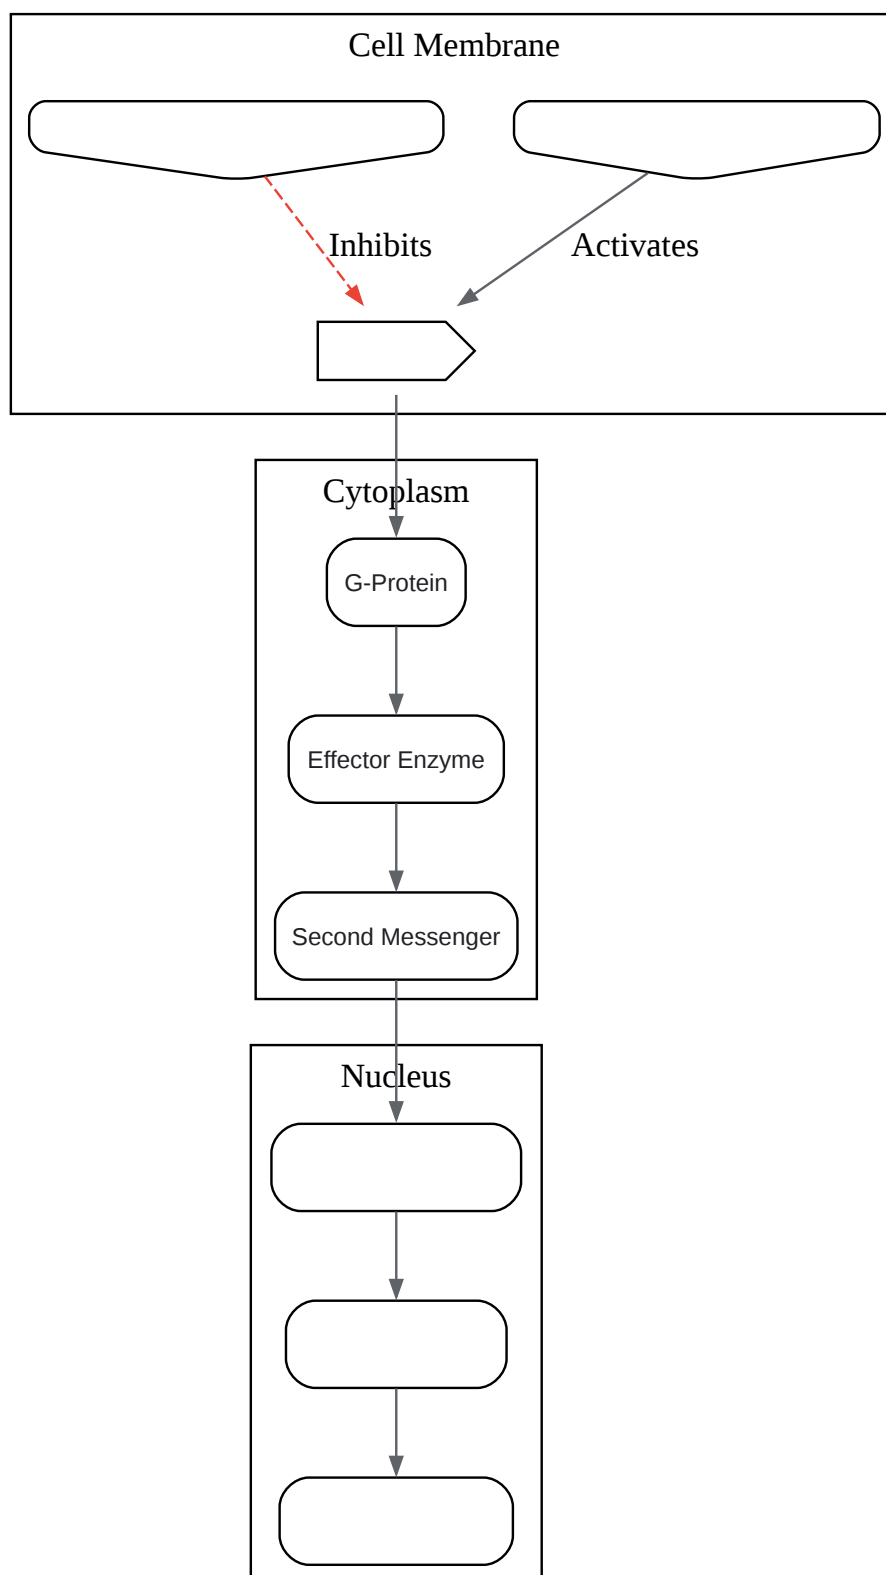 Cell Membrane
Inhibits
Activates
Cytoplasm
G-Protein
Effector Enzyme
Second Messenger
Nucleus